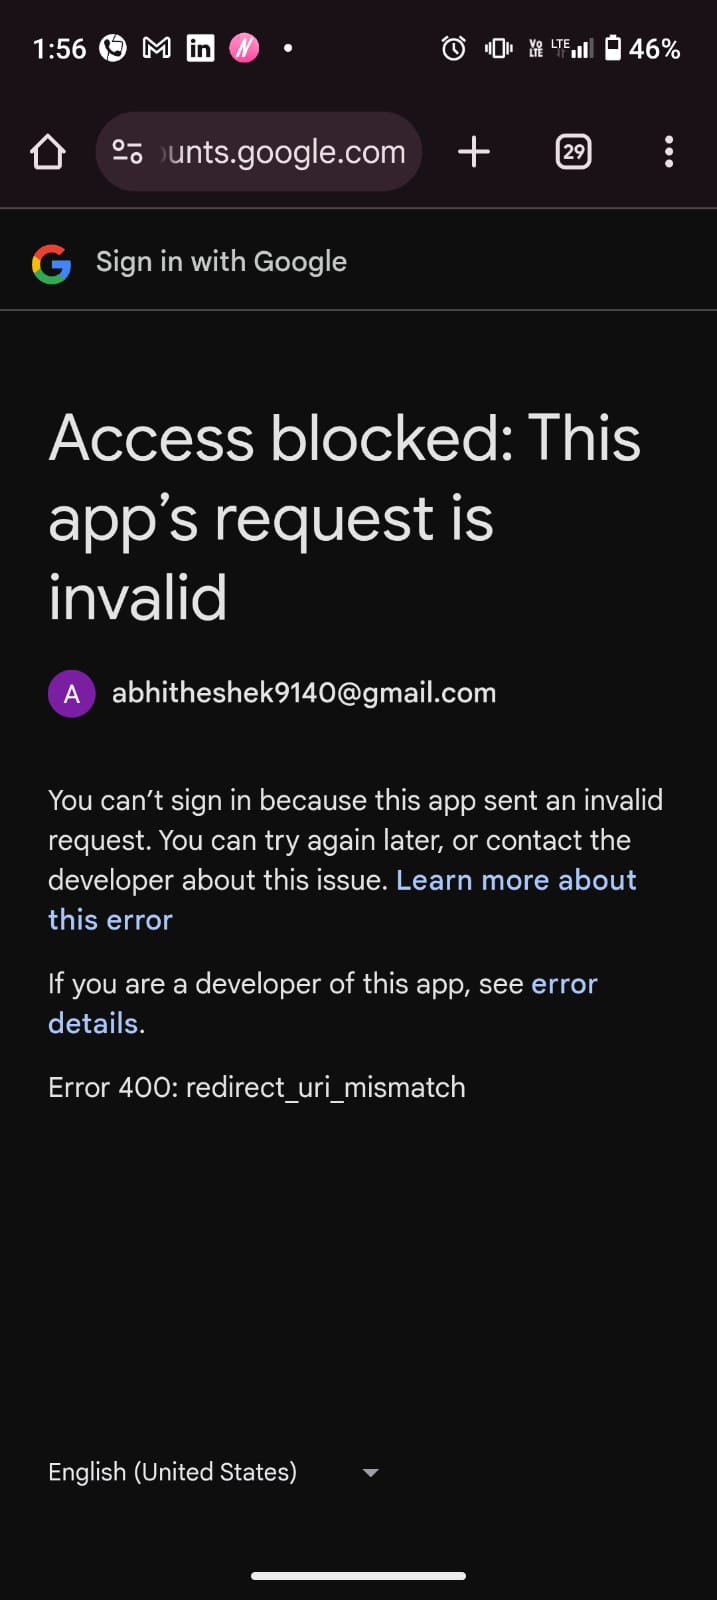 1:56
Vo
LTE
LTE
46%
unts.google.com
29
Sign in with Google
Access blocked: This
app’s request is
invalid
A
abhitheshek9140@gmail.com
You can’t sign in because this app sent an invalid
request. You can try again later, or contact the
developer about this issue. Learn more about
this error
If you are a developer of this app, see error
details.
Error 400: redirect_uri_mismatch
English (United States)